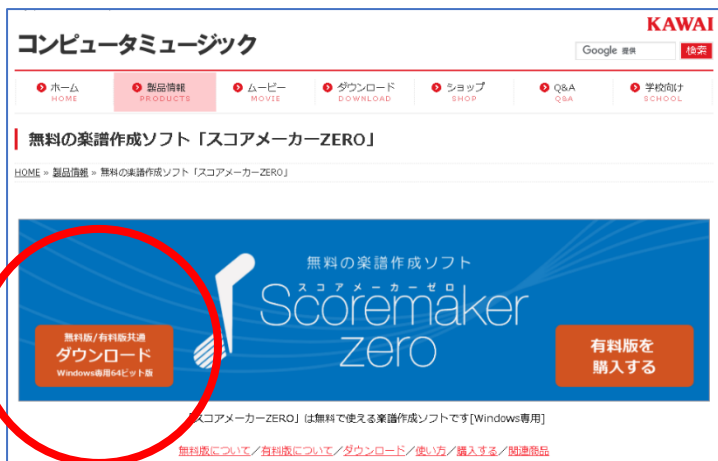 KAWAI
コンピュータミュージック
Google 提供
検索
ホーム
HOME
製品情報
PRODUCTS
ムービー
MOVIE
ダウンロード
DOWNLOAD
ショップ
SHOP
Q&A
Q&A
学校向け
SCHOOL
無料の楽譜作成ソフト「スコアメーカーZERO」
HOME » 製品情報 » 無料の楽譜作成ソフト「スコアメーカーZERO」
無料の楽譜作成ソフト
スコアメーカーゼロ
Scoremaker
zero
無料版/有料版共通
ダウンロード
Windows専用64ビット版
有料版を
購入する
「スコアメーカーZERO」は無料で使える楽譜作成ソフトです[Windows専用]
無料版について／有料版について／ダウンロード／使い方／購入する／関連商品